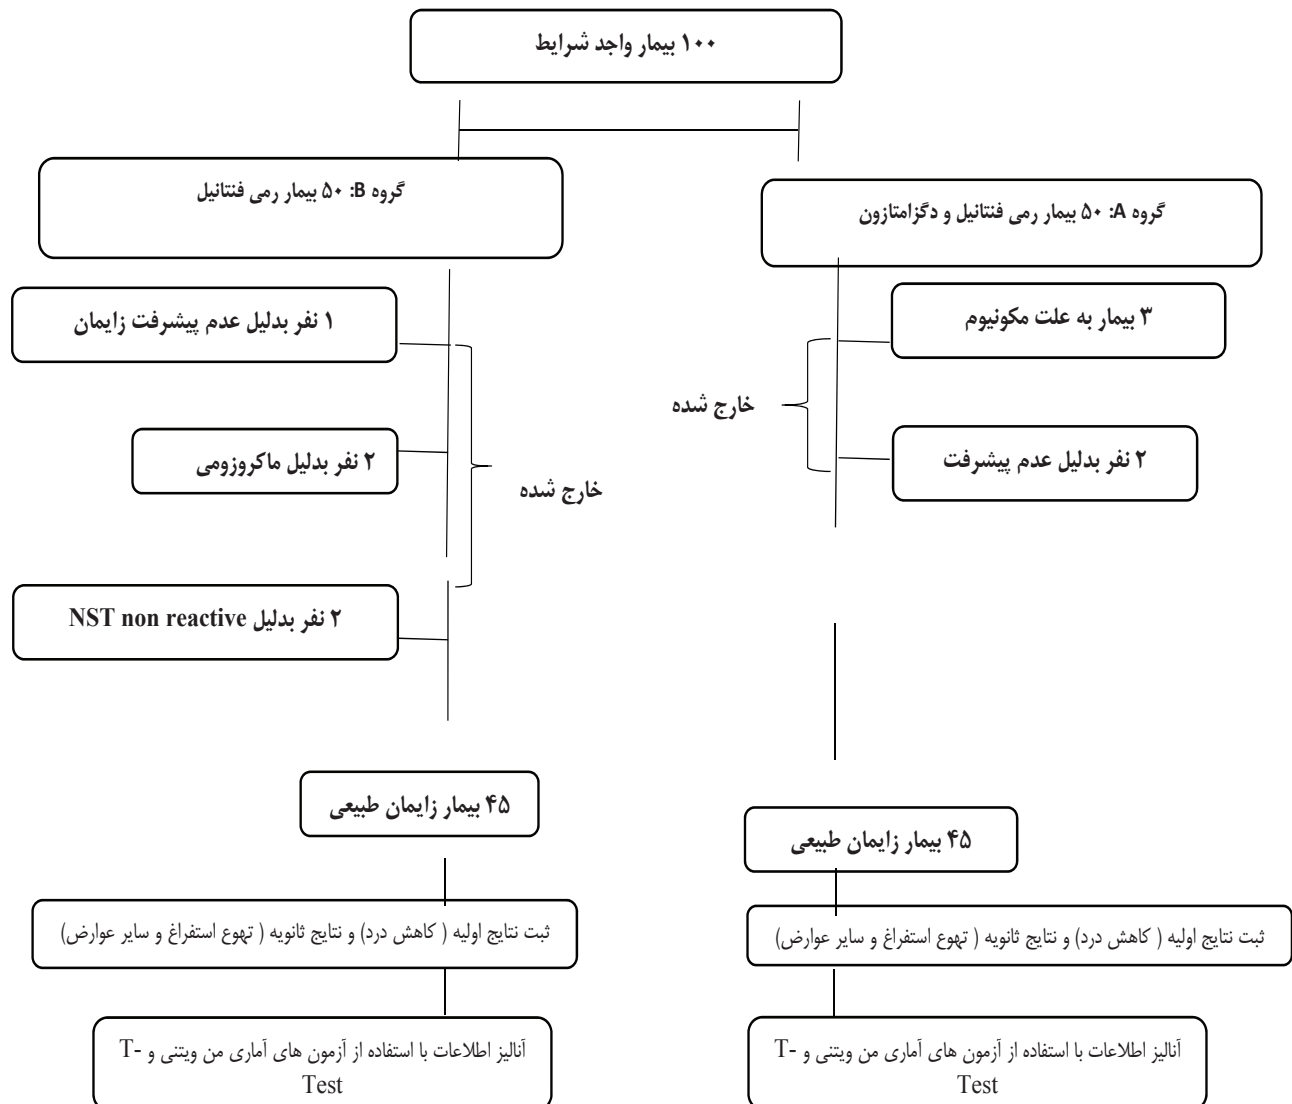 ۱۰۰ بیمار واجد شرایط
گروه A: ۵۰ بیمار رمی فنتانیل و دگزامتازون
گروه B: ۵۰ بیمار رمی فنتانیل
۳ بیمار به علت مکونیوم
خارج شده
۲ نفر بدلیل عدم پیشرفت
۱ نفر بدلیل عدم پیشرفت زایمان
۲ نفر بدلیل ماکروزومی
خارج شده
۲ نفر بدلیل NST non reactive
۴۵ بیمار زایمان طبیعی
۴۵ بیمار زایمان طبیعی
ثبت نتایج اولیه ( کاهش درد) و نتایج ثانویه ( تهوع استفراغ و سایر عوارض)
ثبت نتایج اولیه ( کاهش درد) و نتایج ثانویه ( تهوع استفراغ و سایر عوارض)
آنالیز اطلاعات با استفاده از آزمون های آماری من ویتنی و T-
Test
آنالیز اطلاعات با استفاده از آزمون های آماری من ویتنی و T-
Test